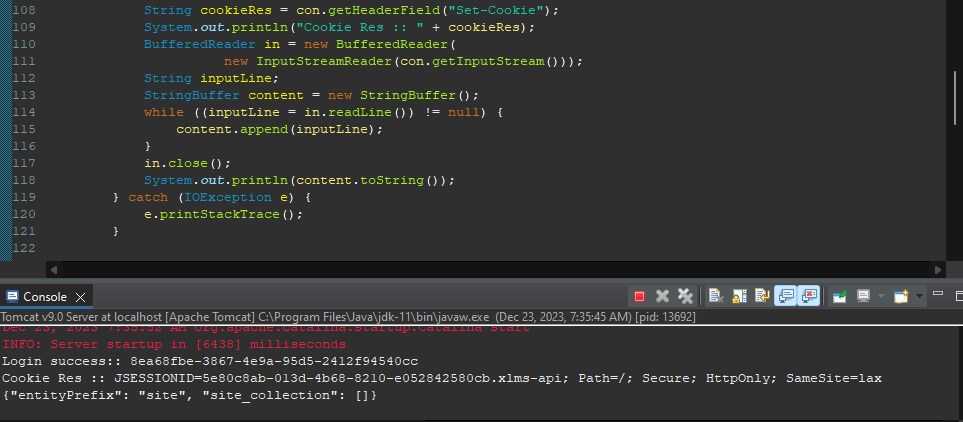 108 String cookieRes = con.getHeaderField("Set-Cookie");
109 System.out.println("Cookie Res :: " + cookieRes);
110 BufferedReader in = new BufferedReader(
111 new InputStreamReader(con.getInputStream()));
112 String inputLine;
113 StringBuffer content = new StringBuffer();
114 while ((inputLine = in.readLine()) != null) {
115 content.append(inputLine);
116 }
117 in.close();
118 System.out.println(content.toString());
119 } catch (IOException e) {
120 e.printStackTrace();
121 }
122
Console
Tomcat v9.0 Server at localhost [Apache Tomcat] C:\Program Files\Java\jdk-11\bin\javaw.exe (Dec 23, 2023, 7:35:45 AM) [pid: 13692]
Dec 23, 2023 7:35:52 AM org.apache.catalina.startup.Catalina start
INFO: Server startup in [6438] milliseconds
Login success:: 8ea68fbe-3867-4e9a-95d5-2412f94540cc
Cookie Res :: JSESSIONID=5e80c8ab-013d-4b68-8210-e052842580cb.xlms-api; Path=/; Secure; HttpOnly; SameSite=lax
{"entityPrefix": "site", "site_collection": []}